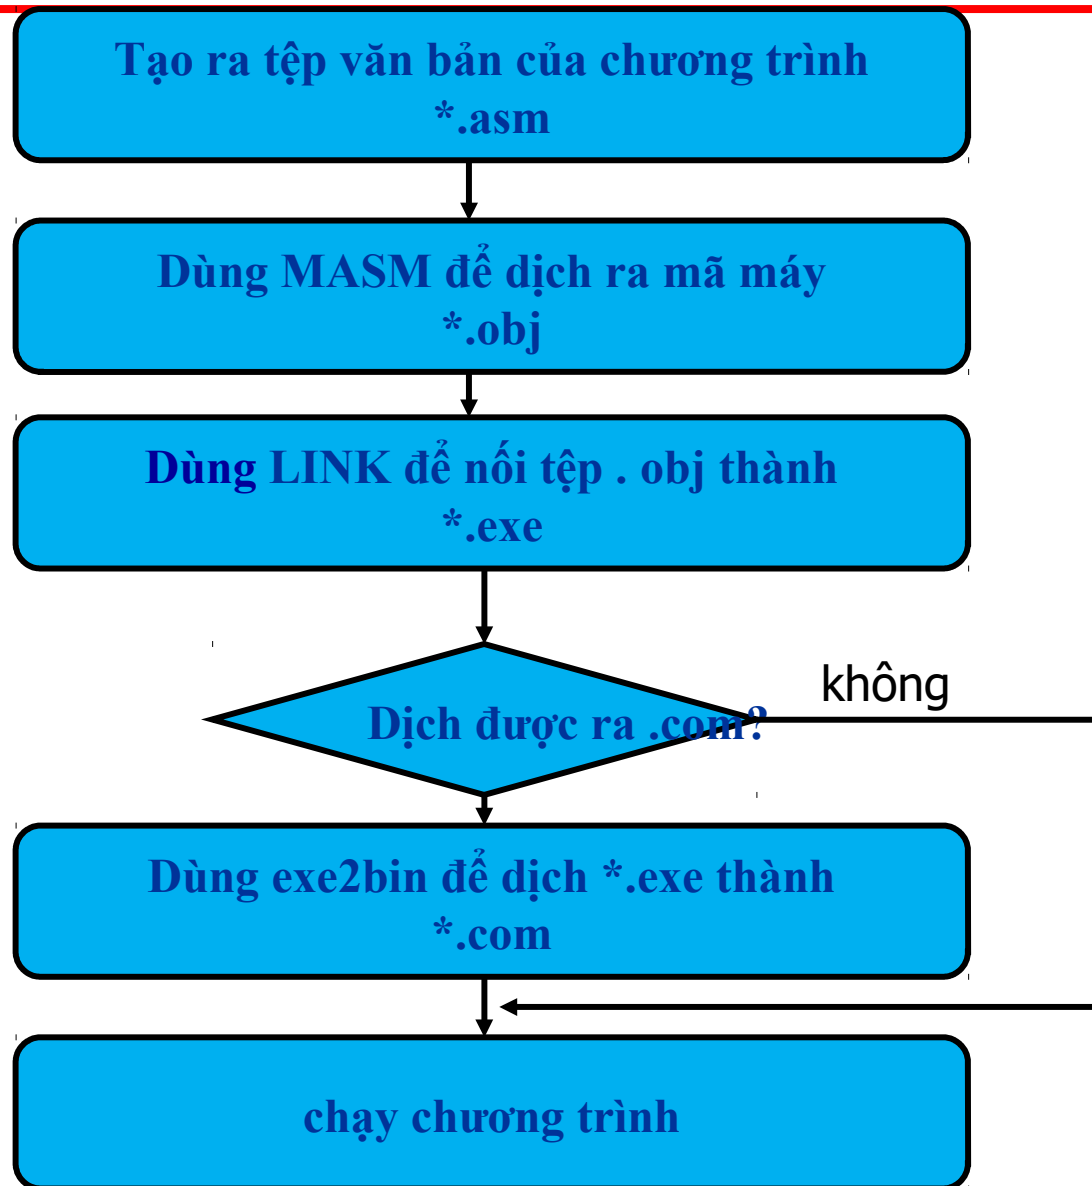 Tạo ra tệp văn bản của chương trình
*.asm
Dùng MASM để dịch ra mã máy
*.obj
Dùng LINK để nối tệp . obj thành
*.exe
không
Dịch được ra .com?
Dùng exe2bin để dịch *.exe thành
*.com
chạy chương trình